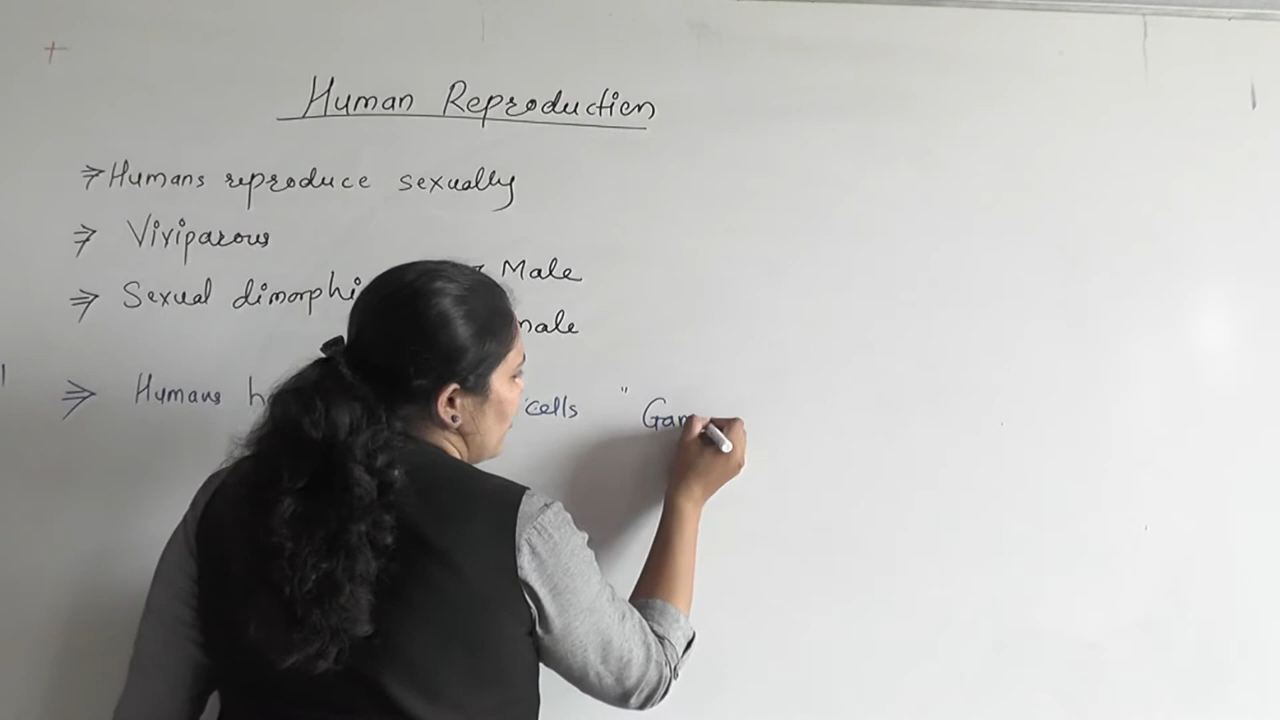 Human Reproduction
⇒ Humans reproduce sexually
⇒ Viviparous
Male
⇒ Sexual dimorphi
male
⇒ Humans h cells " Gam